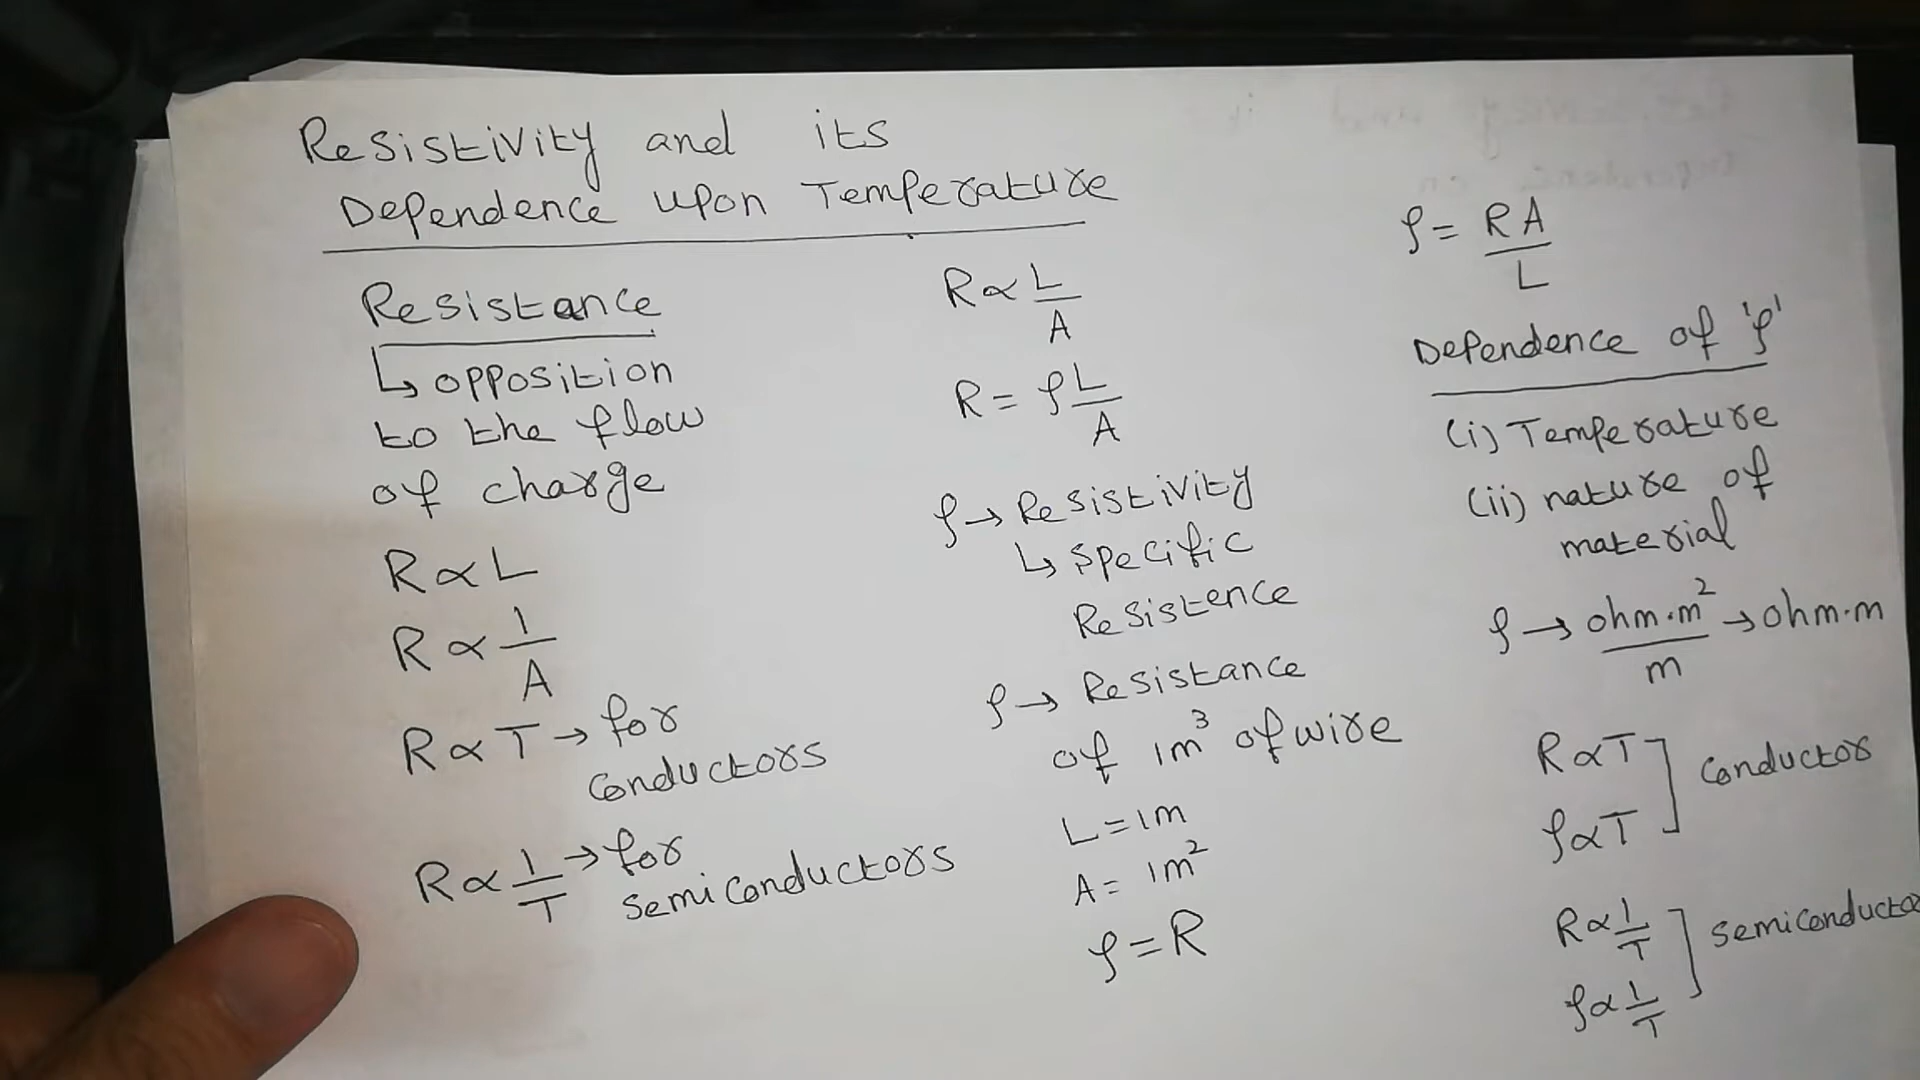 Resistivity and its
Dependence upon Temperature
Resistance
↳ opposition
to the flow
of charge
R ∝ L
R ∝ 1/A
R ∝ T → for
conductors
R ∝ 1/T → for
semiconductors
R ∝ L/A
R = ρ L/A
ρ → Resistivity
↳ specific
Resistence
ρ → Resistance
of 1m³ of wire
L = 1m
A = 1m²
ρ = R
ρ = RA/L
Dependence of 'ρ'
(i) Temperature
(ii) nature of
material
ρ → ohm·m²/m → ohm·m
R ∝ T
ρ ∝ T ] conductor
R ∝ 1/T
ρ ∝ 1/T ] semiconducto